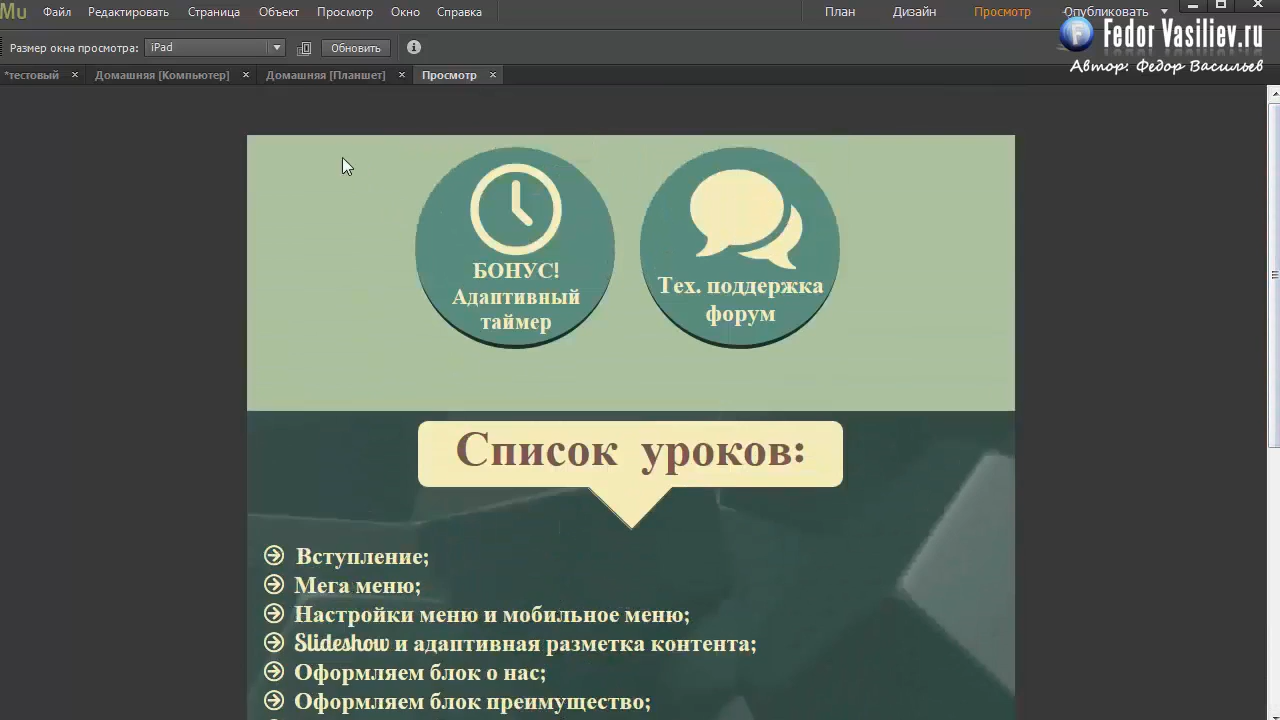 Mu Файл Редактировать Страница Объект Просмотр Окно Справка План Дизайн Просмотр Опубликовать
F Fedor Vasiliev.ru
Автор: Федор Васильев
Размер окна просмотра: iPad Обновить
*тестовый Домашняя [Компьютер] Домашняя [Планшет] Просмотр
БОНУС!
Адаптивный
таймер
Тех. поддержка
форум
Список уроков:
Вступление;
Мега меню;
Настройки меню и мобильное меню;
Slideshow и адаптивная разметка контента;
Оформляем блок о нас;
Оформляем блок преимущество;